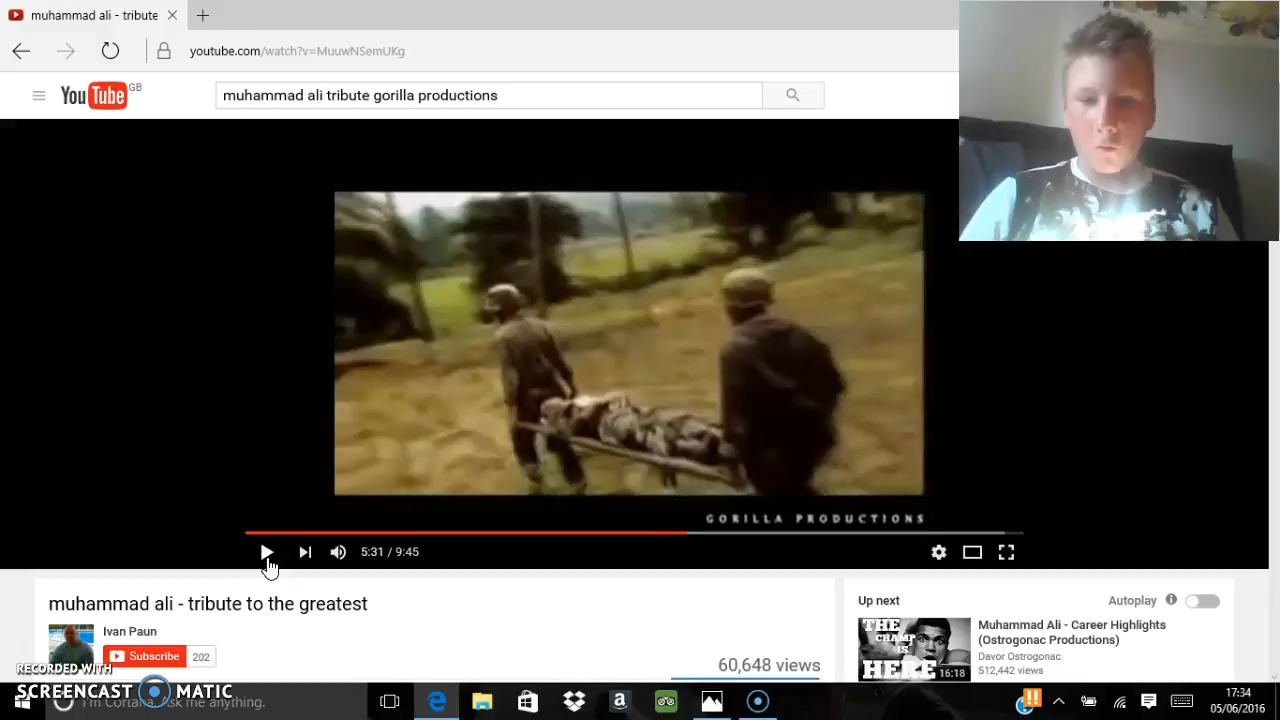 muhammad ali - tribute
youtube.com/watch?v=MuuwNSemUKg
YouTube GB
muhammad ali tribute gorilla productions
GORILLA PRODUCTIONS
5:31 / 9:45
muhammad ali - tribute to the greatest
Ivan Paun
Subscribe 202
60,648 views
Up next
Autoplay
THE CHAMP IS HERE
16:18
Muhammad Ali - Career Highlights
(Ostrogonac Productions)
Davor Ostrogonac
512,442 views
RECORDED WITH
SCREENCAST MATIC
I'm Cortana. Ask me anything.
17:34
05/06/2016